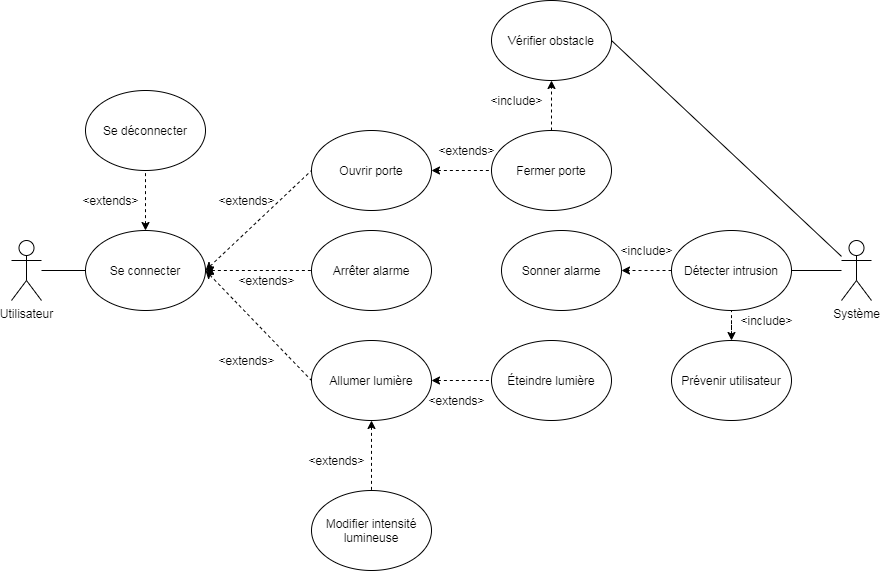 Vérifier obstacle
<include>
Se déconnecter
<extends>
Ouvrir porte
<extends>
Fermer porte
<extends>
<include>
Se connecter
Arrêter alarme
Sonner alarme
Détecter intrusion
<extends>
Utilisateur
Système
<include>
<extends>
Allumer lumière
Éteindre lumière
Prévenir utilisateur
<extends>
<extends>
Modifier intensité
lumineuse